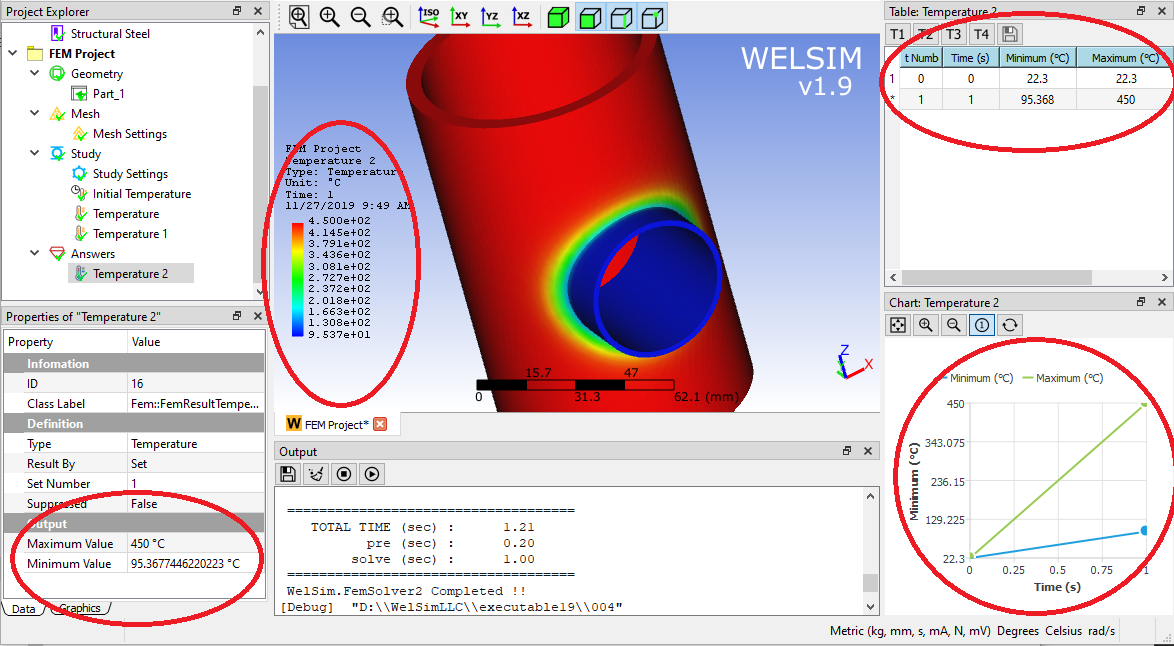 Project Explorer
Structural Steel
FEM Project
Geometry
Part_1
Mesh
Mesh Settings
Study
Study Settings
Initial Temperature
Temperature
Temperature 1
Answers
Temperature 2
Properties of "Temperature 2"
Property Value
Infomation
ID 16
Class Label Fem::FemResultTempe...
Definition
Type Temperature
Result By Set
Set Number 1
Suppressed False
Output
Maximum Value 450 °C
Minimum Value 95.3677446220223 °C
Data Graphics
ISO XY YZ XZ
WELSIM
v1.9
FEM Project
Temperature 2
Type: Temperature
Unit: °C
Time: 1
11/27/2019 9:49 AM
4.500e+02
4.145e+02
3.791e+02
3.436e+02
3.081e+02
2.727e+02
2.372e+02
2.018e+02
1.663e+02
1.308e+02
9.537e+01
15.7 47
0 31.3 62.1 (mm)
Z
X
W FEM Project*
Output
===================================
TOTAL TIME (sec) : 1.21
pre (sec) : 0.20
solve (sec) : 1.00
===================================
WelSim.FemSolver2 Completed !!
[Debug] "D:\\WelSimLLC\\executable19\\004"
Table: Temperature 2
T1 T2 T3 T4
t Numb Time (s) Minimum (°C) Maximum (°C)
1 0 0 22.3 22.3
* 1 1 95.368 450
Chart: Temperature 2
Minimum (°C) Maximum (°C)
450
343.075
236.15
129.225
22.3
Minimum (°C)
0 0.25 0.5 0.75 1
Time (s)
Metric (kg, mm, s, mA, N, mV) Degrees Celsius rad/s